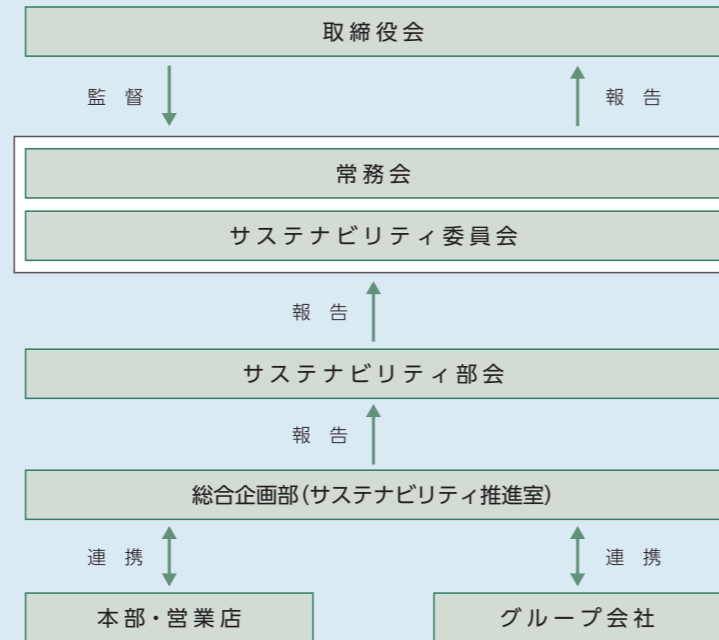 取締役会
監督
報告
常務会
サステナビリティ委員会
報告
サステナビリティ部会
報告
総合企画部(サステナビリティ推進室)
連携
連携
本部・営業店
グループ会社